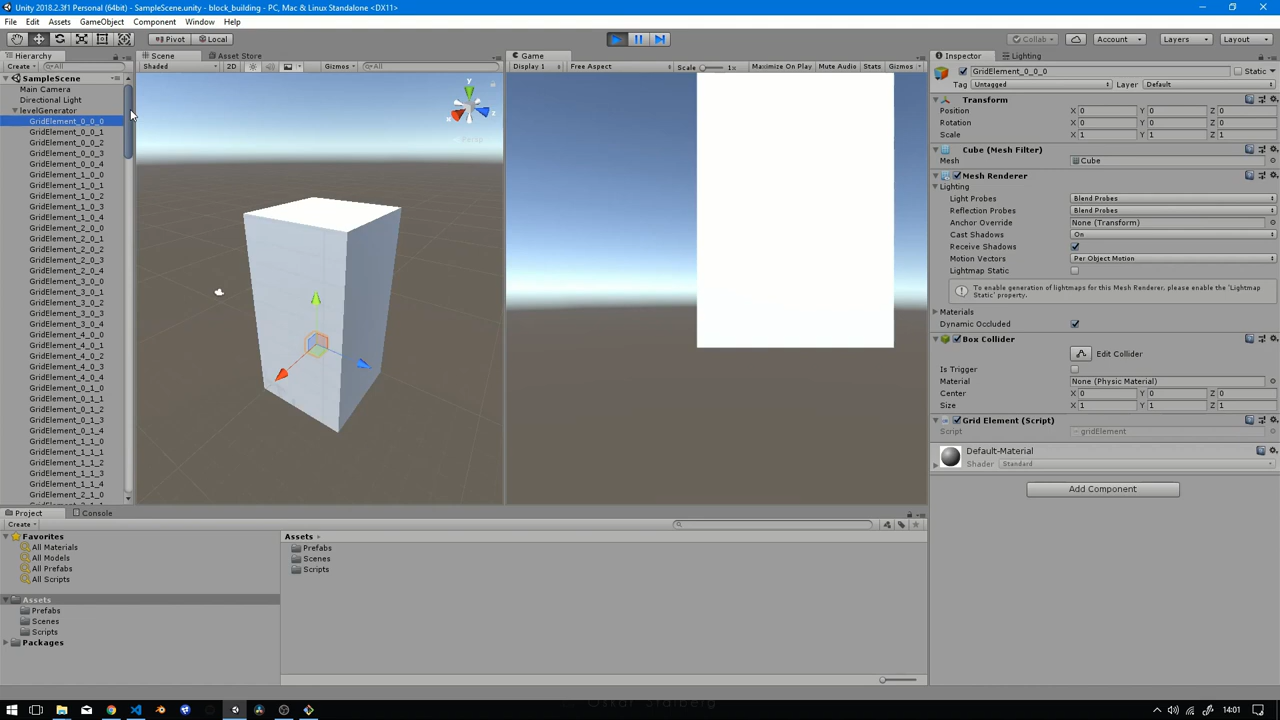 Unity 2018.2.3f1 Personal (64bit) - SampleScene.unity - block_building - PC, Mac & Linux Standalone <DX11>
File Edit Assets GameObject Component Window Help
Pivot Local Collab Account Layers Layout
Hierarchy Scene Asset Store Game Inspector Lighting
Create All Shaded 2D Gizmos All Display 1 Free Aspect Scale 1x Maximize On Play Mute Audio Stats Gizmos
SampleScene
Main Camera
Directional Light
levelGenerator
GridElement_0_0_0
GridElement_0_0_1
GridElement_0_0_2
GridElement_0_0_3
GridElement_0_0_4
GridElement_1_0_0
GridElement_1_0_1
GridElement_1_0_2
GridElement_1_0_3
GridElement_1_0_4
GridElement_2_0_0
GridElement_2_0_1
GridElement_2_0_2
GridElement_2_0_3
GridElement_2_0_4
GridElement_3_0_0
GridElement_3_0_1
GridElement_3_0_2
GridElement_3_0_3
GridElement_3_0_4
GridElement_4_0_0
GridElement_4_0_1
GridElement_4_0_2
GridElement_4_0_3
GridElement_4_0_4
GridElement_0_1_0
GridElement_0_1_1
GridElement_0_1_2
GridElement_0_1_3
GridElement_0_1_4
GridElement_1_1_0
GridElement_1_1_1
GridElement_1_1_2
GridElement_1_1_3
GridElement_1_1_4
GridElement_2_1_0
y
x z
Persp
GridElement_0_0_0 Static
Tag Untagged Layer Default
Transform
Position X 0 Y 0 Z 0
Rotation X 0 Y 0 Z 0
Scale X 1 Y 1 Z 1
Cube (Mesh Filter)
Mesh Cube
Mesh Renderer
Lighting
Light Probes Blend Probes
Reflection Probes Blend Probes
Anchor Override None (Transform)
Cast Shadows On
Receive Shadows
Motion Vectors Per Object Motion
Lightmap Static
To enable generation of lightmaps for this Mesh Renderer, please enable the 'Lightmap Static' property.
Materials
Dynamic Occluded
Box Collider
Edit Collider
Is Trigger
Material None (Physic Material)
Center X 0 Y 0 Z 0
Size X 1 Y 1 Z 1
Grid Element (Script)
Script gridElement
Default-Material
Shader Standard
Add Component
Project Console
Create
Favorites
All Materials
All Models
All Prefabs
All Scripts
Assets
Prefabs
Scenes
Scripts
Packages
Assets
Prefabs
Scenes
Scripts
Oskar Stalberg
14:01